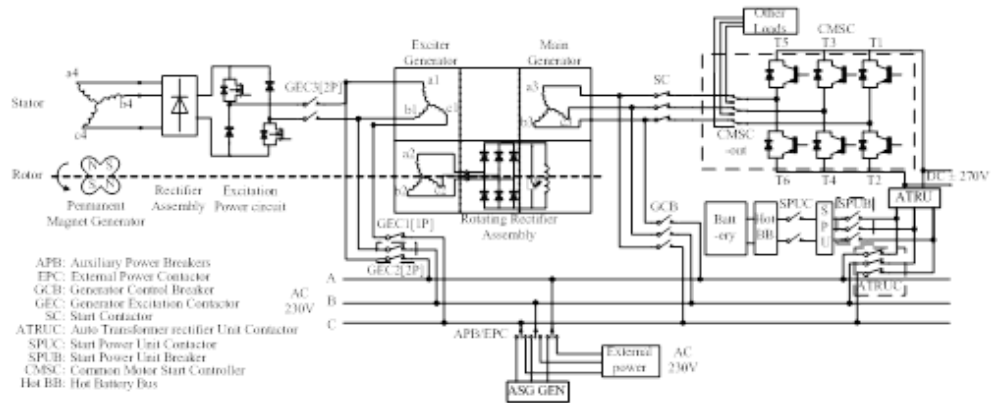 Other
Loads
CMSC
T5
T3
T1
Exciter
Generator
Main
Generator
a4
b4
c4
Stator
GEC3[2P]
a1
b1
c1
a3
b3
c3
SC
CMSC
-out
T6
T4
T2
DC± 270V
ATRU
a2
b2
c2
Rotor
N
S
S
N
Permanent
Magnet Generator
Rectifier
Assembly
Excitation
Power circuit
Rotating Rectifier
Assembly
GEC1[1P]
GEC2[2P]
GCB
Batt
-ery
Hot
BB
SPUC
S
P
U
SPUB
ATRUC
APB: Auxiliary Power Breakers
EPC: External Power Contactor
GCB: Generator Control Breaker
GEC: Generator Excitation Contactor
SC: Start Contactor
ATRUC: Auto Transformer rectifier Unit Contactor
SPUC: Start Power Unit Contactor
SPUB: Start Power Unit Breaker
CMSC: Common Motor Start Controller
Hot BB: Hot Battery Bus
AC
230V
A
B
C
APB/EPC
External
power
AC
230V
ASG GEN